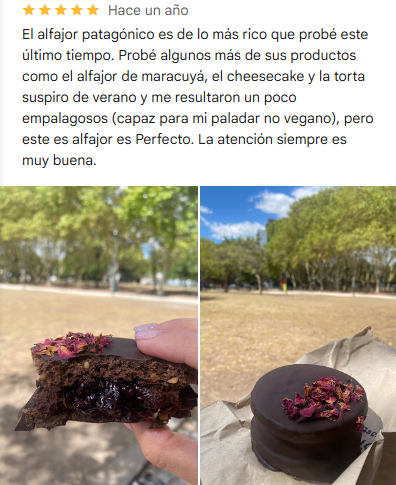 Hace un año
El alfajor patagónico es de lo más rico que probé este
último tiempo. Probé algunos más de sus productos
como el alfajor de maracuyá, el cheesecake y la torta
suspiro de verano y me resultaron un poco
empalagosos (capaz para mi paladar no vegano), pero
este es alfajor es Perfecto. La atención siempre es
muy buena.